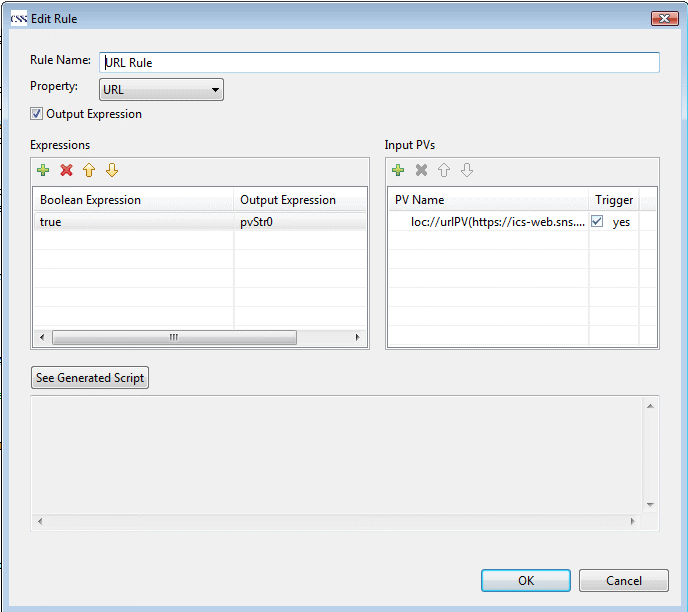 CSS Edit Rule
Rule Name: URL Rule
Property: URL
Output Expression
Expressions
Input PVs
Boolean Expression Output Expression
PV Name Trigger
true pvStr0
loc://urlPV(https://ics-web.sns.... yes
See Generated Script
OK Cancel